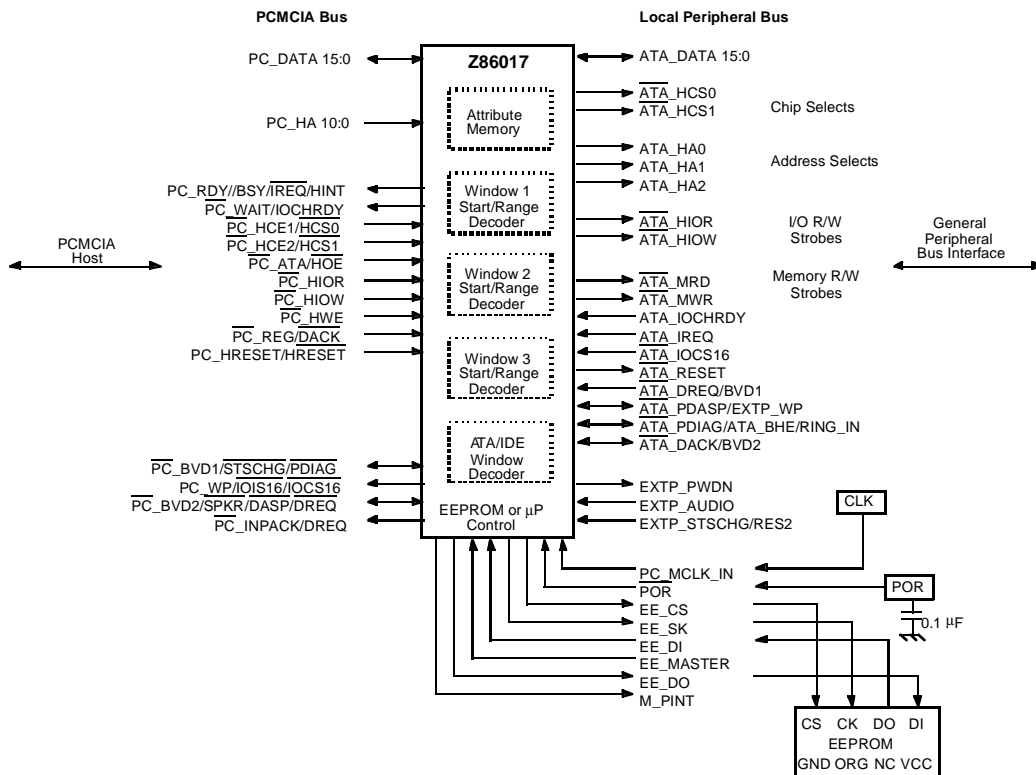 PCMCIA Bus
Local Peripheral Bus
PC_DATA 15:0
Z86017
ATA_DATA 15:0
ATA_HCS0
ATA_HCS1
Chip Selects
Attribute
Memory
PC_HA 10:0
ATA_HA0
ATA_HA1
ATA_HA2
Address Selects
PC_RDY//BSY/IREQ/HINT
PC_WAIT/IOCHRDY
PC_HCE1/HCS0
PC_HCE2/HCS1
PC_ATA/HOE
PC_HIOR
PC_HIOW
PC_HWE
PC_REG/DACK
PC_HRESET/HRESET
PCMCIA
Host
Window 1
Start/Range
Decoder
Window 2
Start/Range
Decoder
Window 3
Start/Range
Decoder
ATA/IDE
Window
Decoder
EEPROM or µP
Control
ATA_HIOR
ATA_HIOW
I/O R/W
Strobes
General
Peripheral
Bus Interface
ATA_MRD
ATA_MWR
Memory R/W
Strobes
ATA_IOCHRDY
ATA_IREQ
ATA_IOCS16
ATA_RESET
ATA_DREQ/BVD1
ATA_PDASP/EXTP_WP
ATA_PDIAG/ATA_BHE/RING_IN
ATA_DACK/BVD2
PC_BVD1/STSCHG/PDIAG
PC_WP/IOIS16/IOCS16
PC_BVD2/SPKR/DASP/DREQ
PC_INPACK/DREQ
EXTP_PWDN
EXTP_AUDIO
EXTP_STSCHG/RES2
CLK
PC_MCLK_IN
POR
POR
0.1 µF
EE_CS
EE_SK
EE_DI
EE_MASTER
EE_DO
M_PINT
CS CK DO DI
EEPROM
GND ORG NC VCC